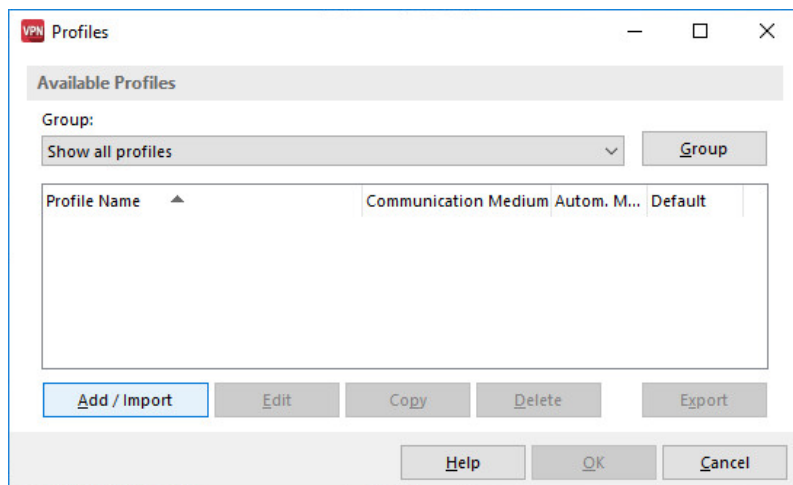 VPN Profiles
Available Profiles
Group:
Show all profiles
Group
Profile Name Communication Medium Autom. M... Default
Add / Import Edit Copy Delete Export
Help OK Cancel